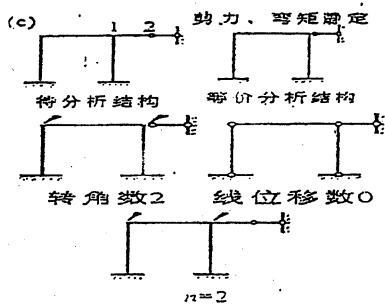 (c)
1 2
剪力、弯矩静定
待分析结构
等价分析结构
转角数2
线位移数0
n=2